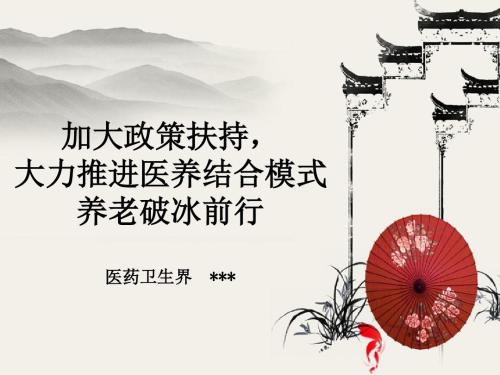 加大政策扶持，
大力推进医养结合模式
养老破冰前行
医药卫生界 ***